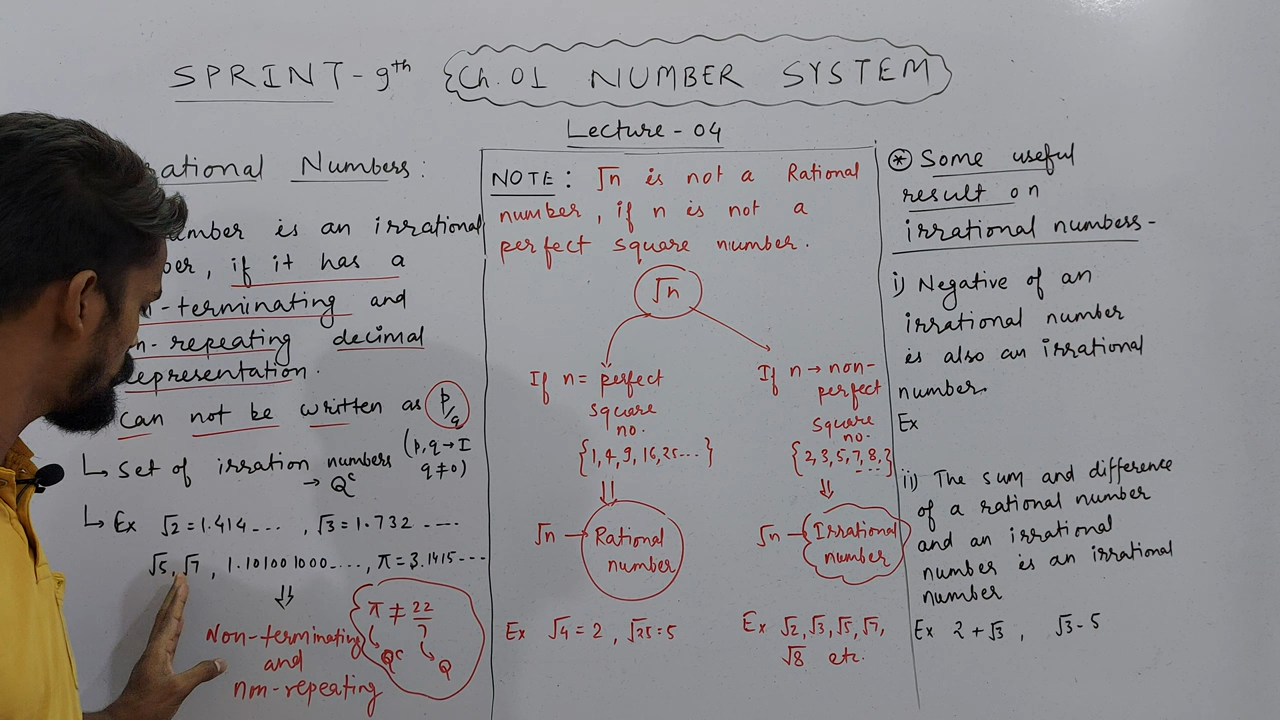 SPRINT - 9th Ch. 01 NUMBER SYSTEM
Lecture - 04
ational Numbers :
umber is an irrational
ber, if it has a
n-terminating and
n-repeating decimal
representation.
can not be written as p/q
(p,q → I
q ≠ 0)
↳ Set of irration numbers
→ Qᶜ
↳ Ex √2 = 1.414 --- , √3 = 1.732 ----
√5, √7 , 1.101001000----, π = 3.1415----
⇓
Non-terminating
and
non-repeating
π ≠ 22/7
Qᶜ Q
NOTE : √n is not a Rational
number, if n is not a
perfect square number.
√n
If n = perfect
square
no.
{1,4,9,16,25---}
⇓
√n → Rational
number
Ex √4 = 2, √25 = 5
If n → non-
perfect
square
no.
{2,3,5,7,8,
---}
⇓
√n → Irrational
number
Ex √2, √3, √5, √7,
√8 etc.
✱ Some useful
result on
irrational numbers -
i) Negative of an
irrational number
is also an irrational
number.
Ex
ii) The sum and difference
of a rational number
and an irrational
number is an irrational
number
Ex 2 + √3 , √3 - 5